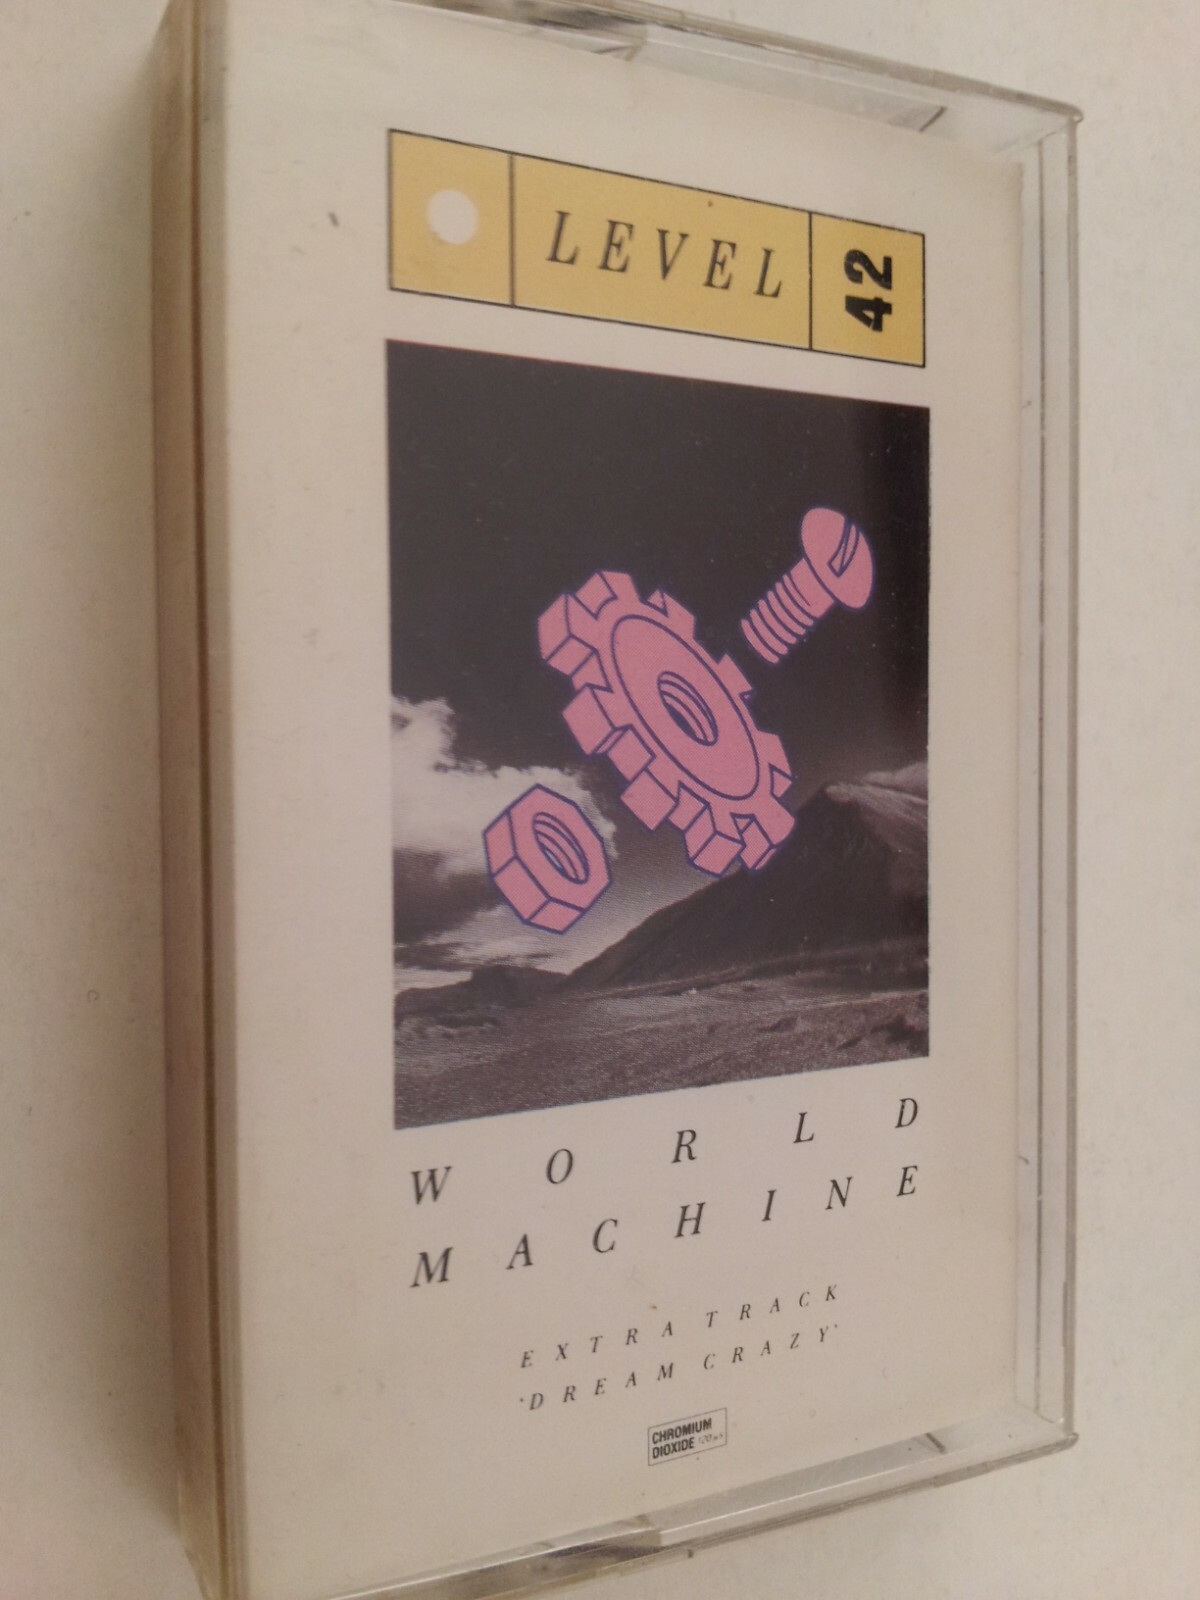 LEVEL 42
WORLD
MACHINE
EXTRA TRACK
'DREAM CRAZY'
CHROMIUM
DIOXIDE